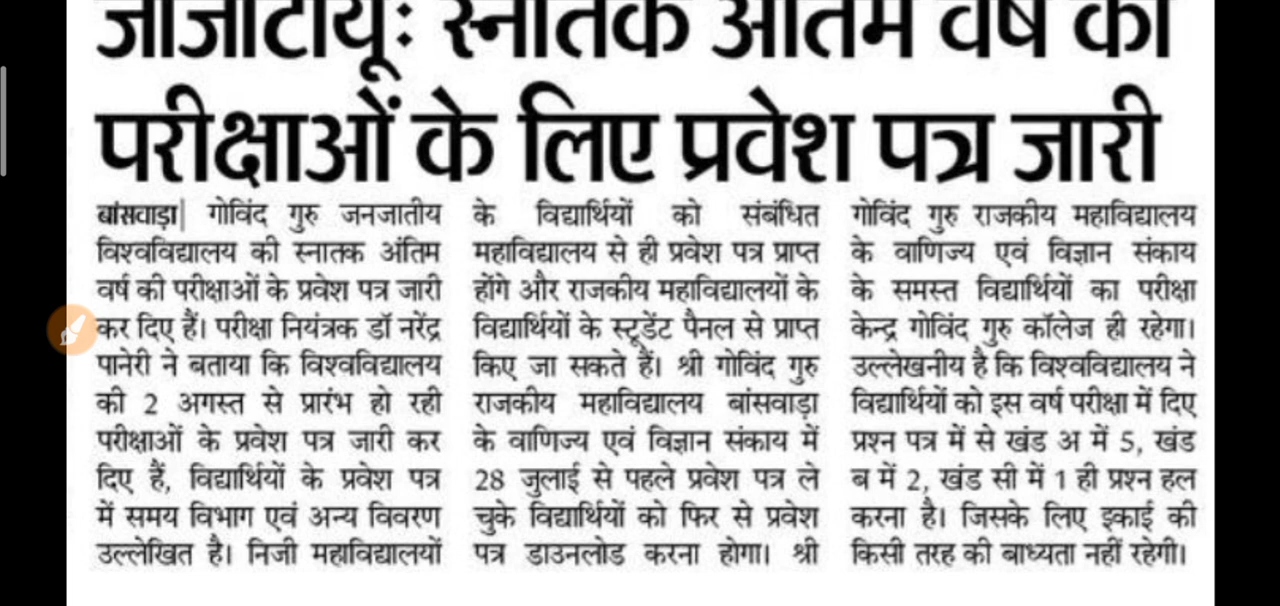 जीजीटीयूः स्नातक अंतिम वर्ष की
परीक्षाओं के लिए प्रवेश पत्र जारी
बांसवाड़ा| गोविंद गुरु जनजातीय
विश्वविद्यालय की स्नातक अंतिम
वर्ष की परीक्षाओं के प्रवेश पत्र जारी
कर दिए हैं। परीक्षा नियंत्रक डॉ नरेंद्र
पानेरी ने बताया कि विश्वविद्यालय
की 2 अगस्त से प्रारंभ हो रही
परीक्षाओं के प्रवेश पत्र जारी कर
दिए हैं, विद्यार्थियों के प्रवेश पत्र
में समय विभाग एवं अन्य विवरण
उल्लेखित है। निजी महाविद्यालयों
के विद्यार्थियों को संबंधित
महाविद्यालय से ही प्रवेश पत्र प्राप्त
होंगे और राजकीय महाविद्यालयों के
विद्यार्थियों के स्टूडेंट पैनल से प्राप्त
किए जा सकते हैं। श्री गोविंद गुरु
राजकीय महाविद्यालय बांसवाड़ा
के वाणिज्य एवं विज्ञान संकाय में
28 जुलाई से पहले प्रवेश पत्र ले
चुके विद्यार्थियों को फिर से प्रवेश
पत्र डाउनलोड करना होगा। श्री
गोविंद गुरु राजकीय महाविद्यालय
के वाणिज्य एवं विज्ञान संकाय
के समस्त विद्यार्थियों का परीक्षा
केन्द्र गोविंद गुरु कॉलेज ही रहेगा।
उल्लेखनीय है कि विश्वविद्यालय ने
विद्यार्थियों को इस वर्ष परीक्षा में दिए
प्रश्न पत्र में से खंड अ में 5, खंड
ब में 2, खंड सी में 1 ही प्रश्न हल
करना है। जिसके लिए इकाई की
किसी तरह की बाध्यता नहीं रहेगी।